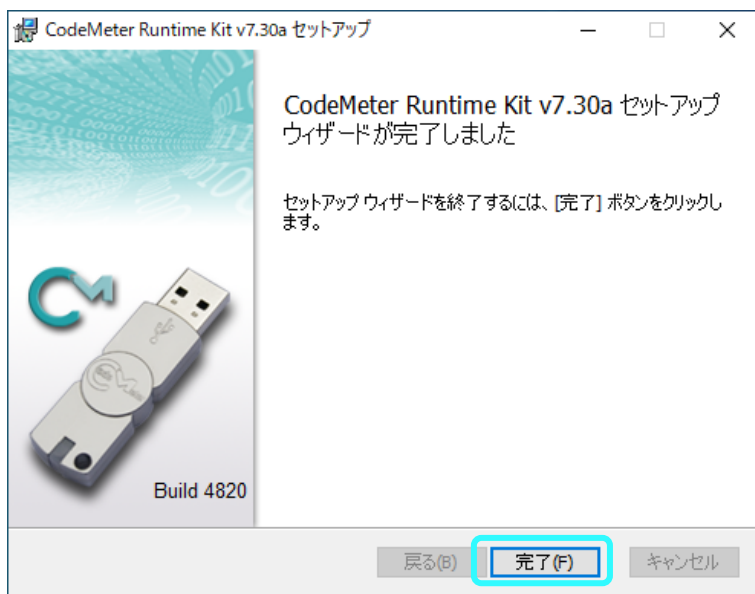 CodeMeter Runtime Kit v7.30a セットアップ
CodeMeter Runtime Kit v7.30a セットアップ
ウィザードが完了しました
セットアップ ウィザードを終了するには、[完了] ボタンをクリックし
ます。
Build 4820
戻る(B)
完了(F)
キャンセル